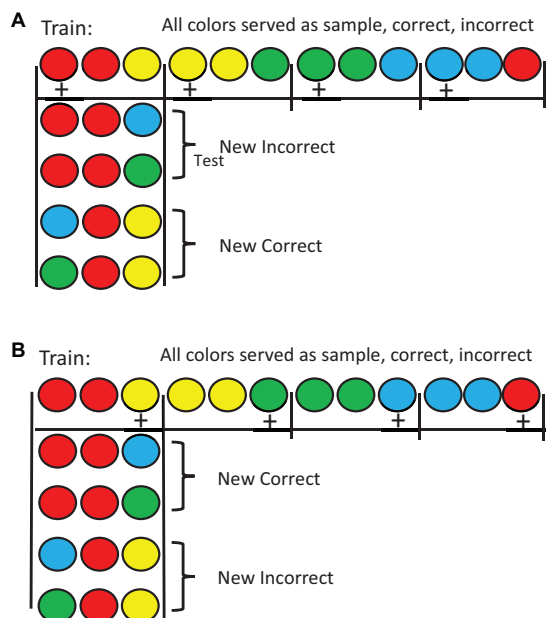 A
Train:
All colors served as sample, correct, incorrect
+ + + +
New Incorrect
Test
New Correct
B
Train:
All colors served as sample, correct, incorrect
+ + + +
New Correct
New Incorrect